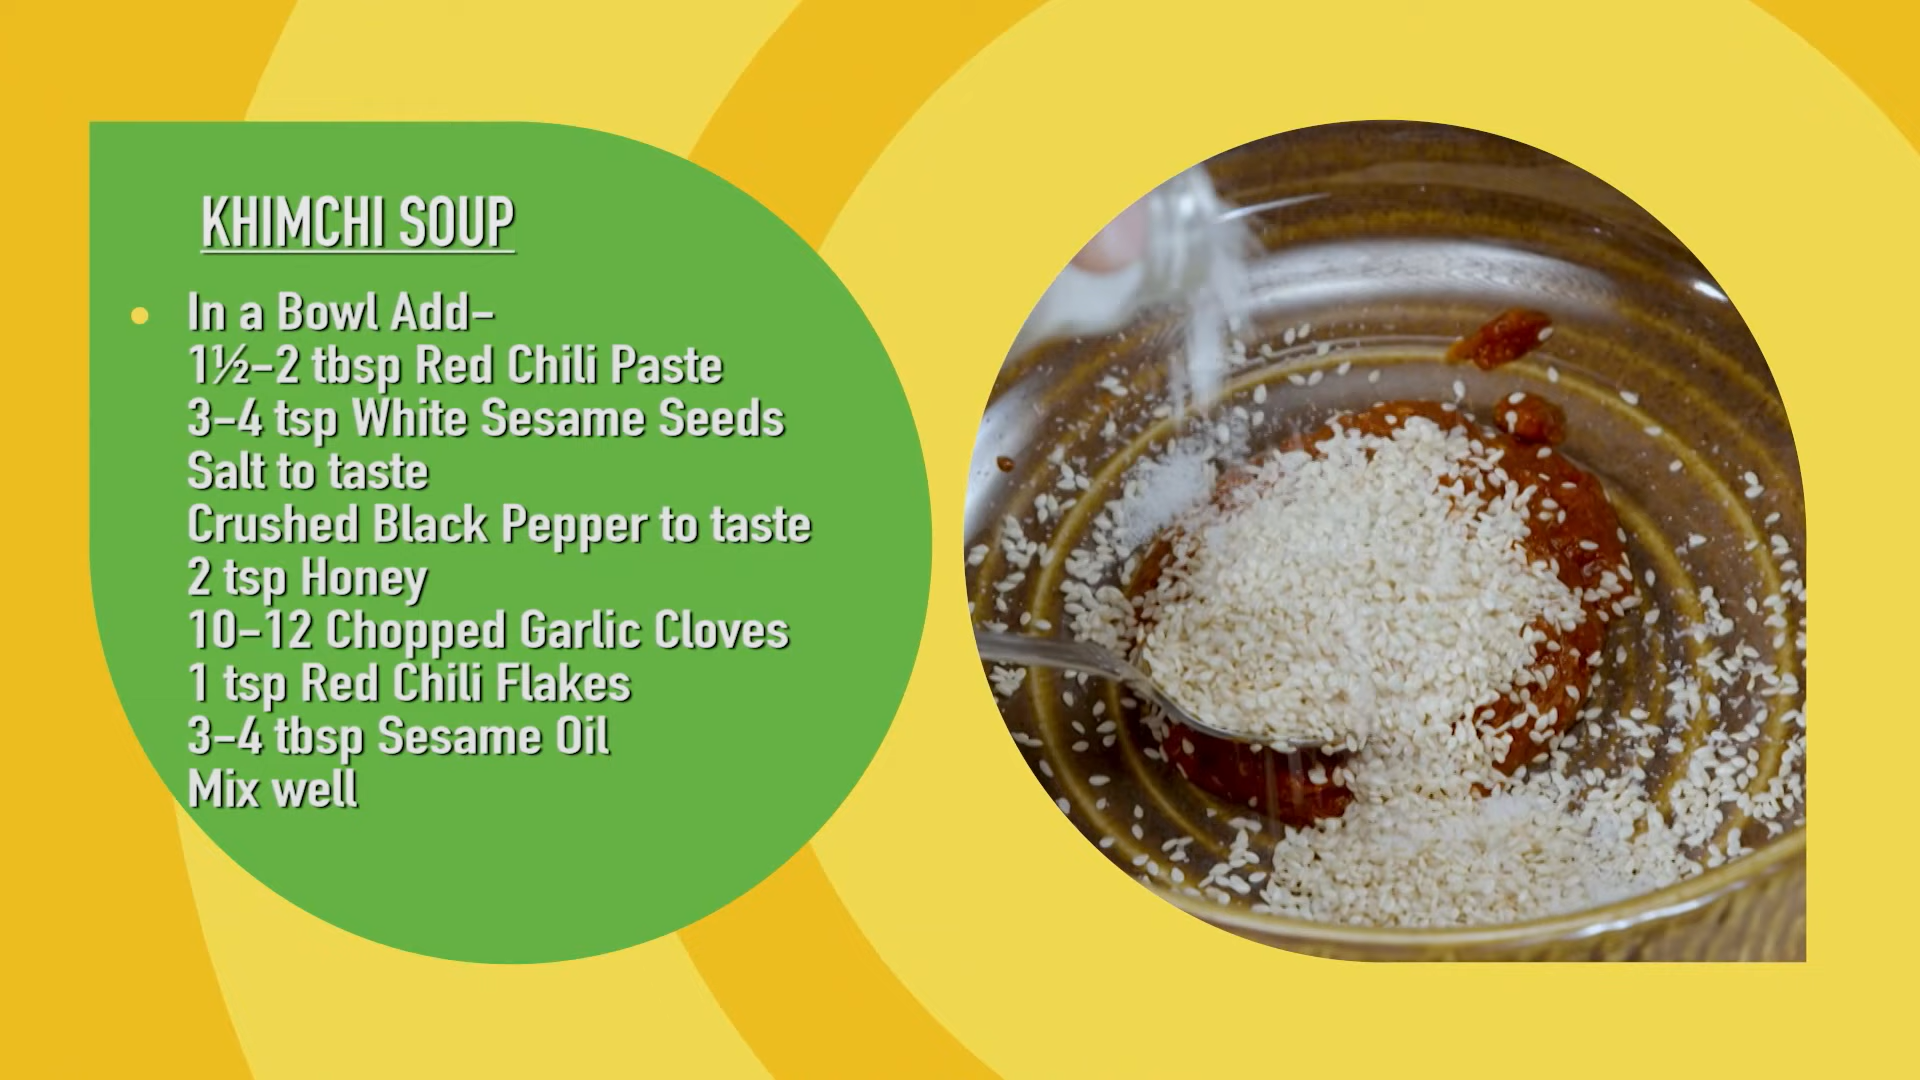 KHIMCHI SOUP
In a Bowl Add–
1½–2 tbsp Red Chili Paste
3–4 tsp White Sesame Seeds
Salt to taste
Crushed Black Pepper to taste
2 tsp Honey
10–12 Chopped Garlic Cloves
1 tsp Red Chili Flakes
3–4 tbsp Sesame Oil
Mix well